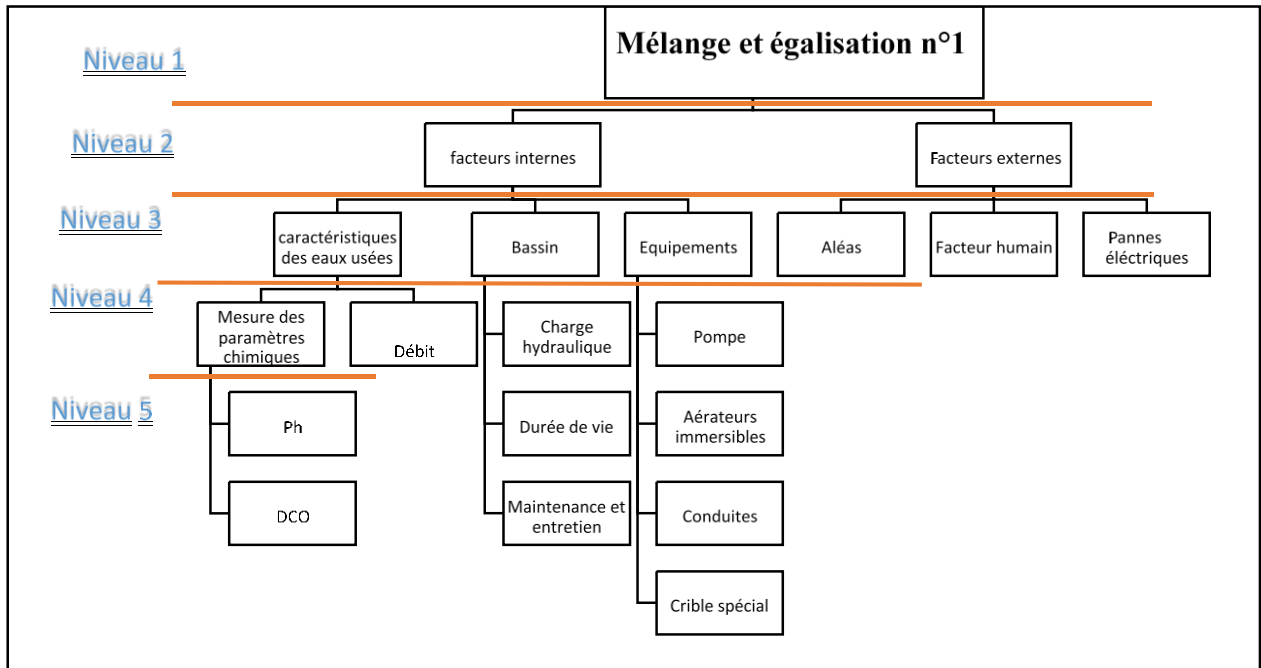 Mélange et égalisation n°1
Niveau 1
Niveau 2
facteurs internes
Facteurs externes
Niveau 3
caractéristiques
des eaux usées
Bassin
Equipements
Aléas
Facteur humain
Pannes
éléctriques
Niveau 4
Mesure des
paramètres
chimiques
Débit
Charge
hydraulique
Pompe
Niveau 5
Ph
Durée de vie
Aérateurs
immersibles
DCO
Maintenance et
entretien
Conduites
Crible spécial